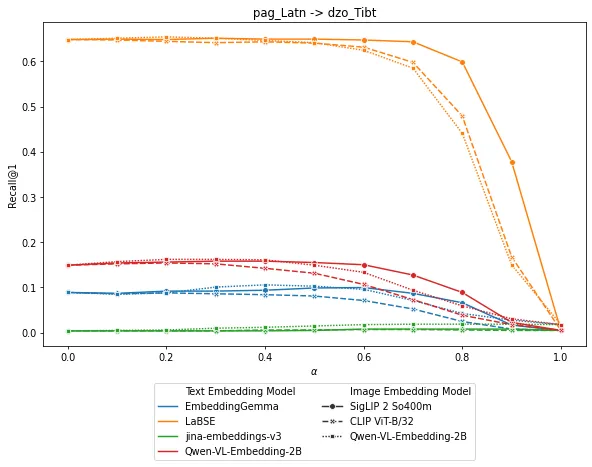 pag_Latn -> dzo_Tibt
Recall@1
0.6
0.5
0.4
0.3
0.2
0.1
0.0
0.0 0.2 0.4 0.6 0.8 1.0
α
Text Embedding Model Image Embedding Model
EmbeddingGemma SigLIP 2 So400m
LaBSE CLIP ViT-B/32
jina-embeddings-v3 Qwen-VL-Embedding-2B
Qwen-VL-Embedding-2B